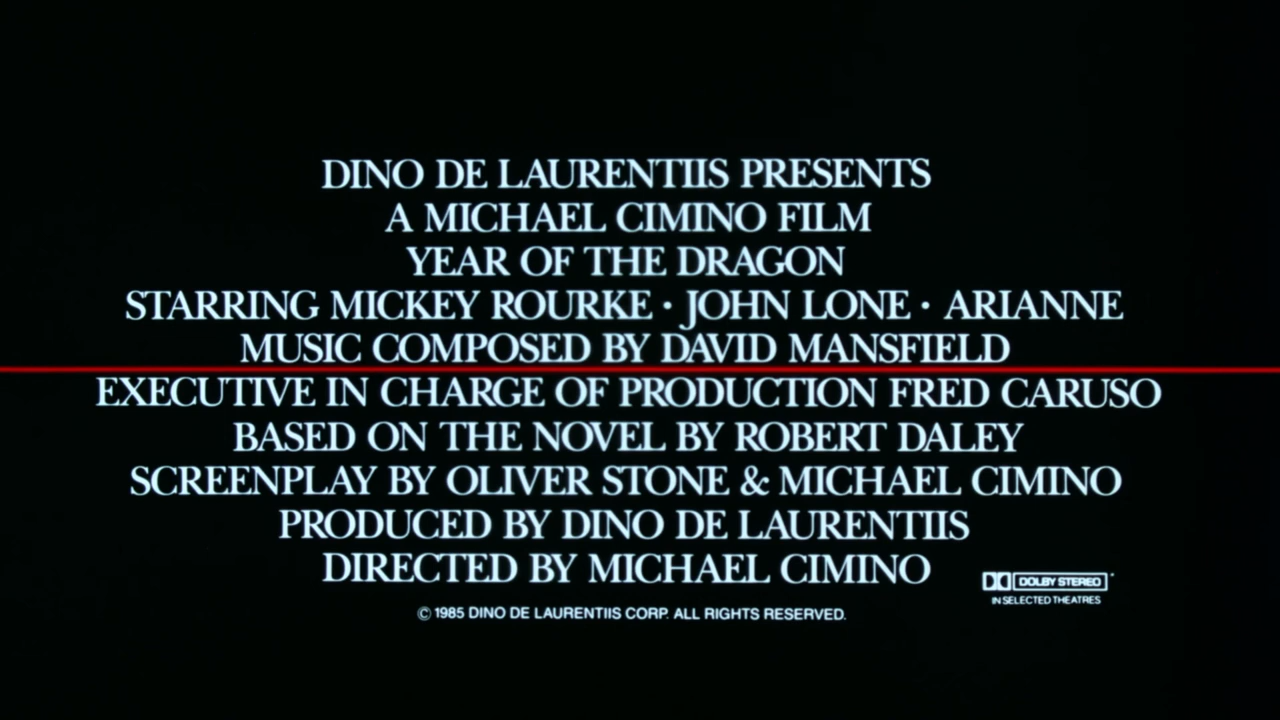 DINO DE LAURENTIIS PRESENTS
A MICHAEL CIMINO FILM
YEAR OF THE DRAGON
STARRING MICKEY ROURKE · JOHN LONE · ARIANNE
MUSIC COMPOSED BY DAVID MANSFIELD
EXECUTIVE IN CHARGE OF PRODUCTION FRED CARUSO
BASED ON THE NOVEL BY ROBERT DALEY
SCREENPLAY BY OLIVER STONE & MICHAEL CIMINO
PRODUCED BY DINO DE LAURENTIIS
DIRECTED BY MICHAEL CIMINO
DOLBY STEREO
IN SELECTED THEATRES
© 1985 DINO DE LAURENTIIS CORP. ALL RIGHTS RESERVED.